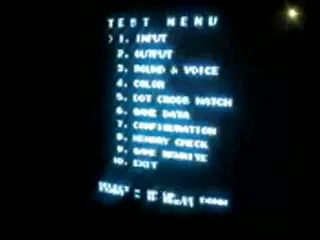 TEST MENU
> 1. INPUT
2. OUTPUT
3. SOUND & VOICE
4. COLOR
5. DOT CROSS HATCH
6. GAME DATA
7. CONFIGURATION
8. MEMORY CHECK
9. GAME REWRITE
10. EXIT